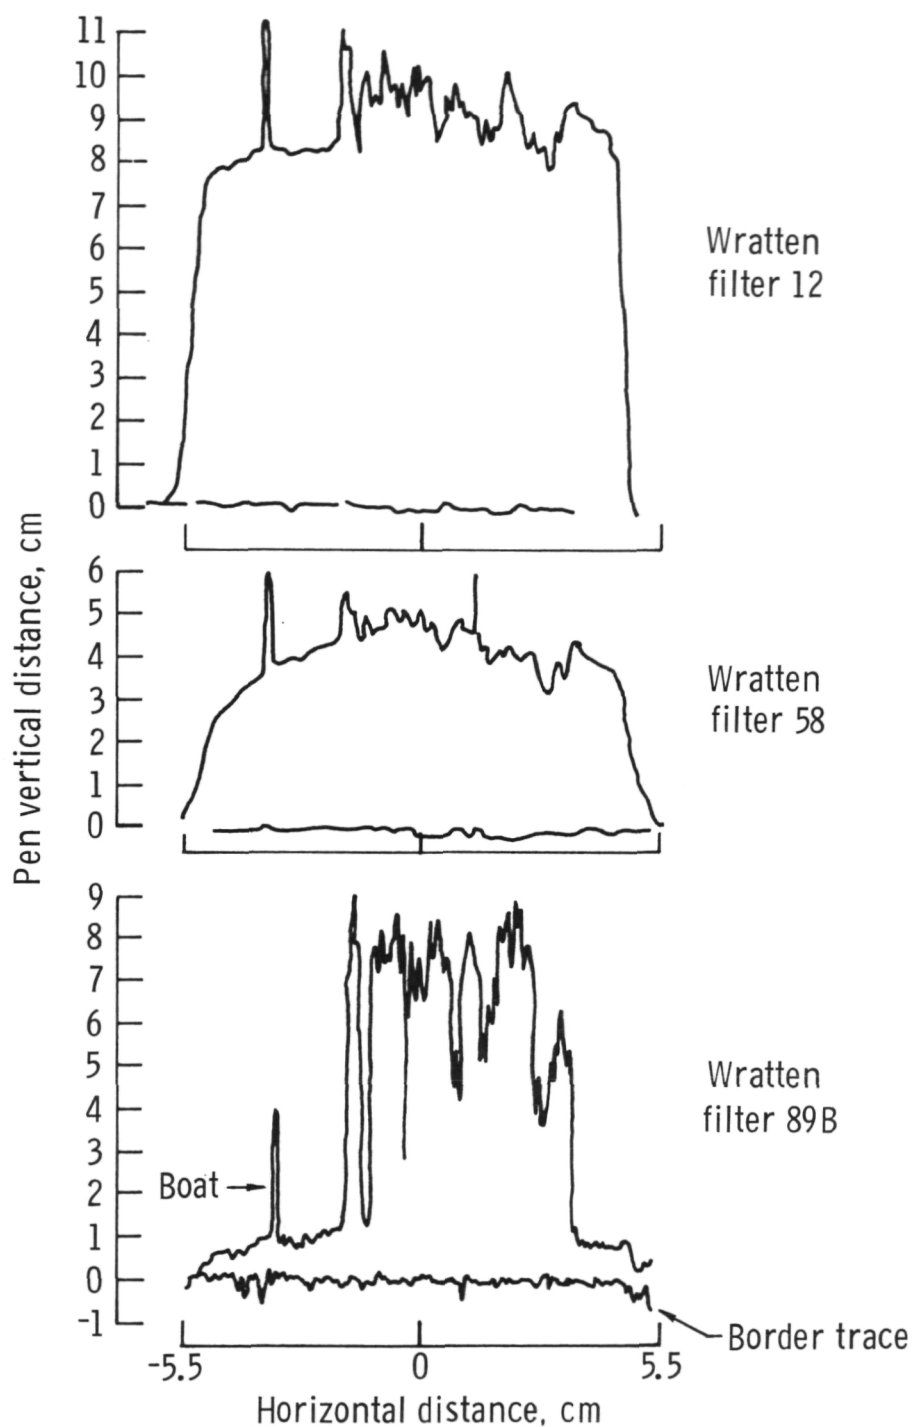 Pen vertical distance, cm
11
10
9
8
7
6
5
4
3
2
1
0
Wratten
filter 12
6
5
4
3
2
1
0
Wratten
filter 58
9
8
7
6
5
4
3
2
1
0
-1
Wratten
filter 89B
Boat
Border trace
-5.5 0 5.5
Horizontal distance, cm